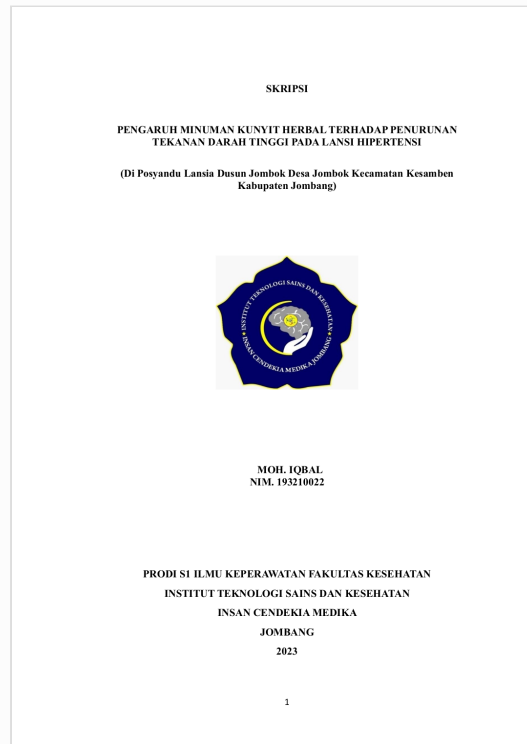 SKRIPSI
PENGARUH MINUMAN KUNYIT HERBAL TERHADAP PENURUNAN
TEKANAN DARAH TINGGI PADA LANSI HIPERTENSI
(Di Posyandu Lansia Dusun Jombok Desa Jombok Kecamatan Kesamben
Kabupaten Jombang)
INSTITUT TEKNOLOGI SAINS DAN KESEHATAN
INSAN CENDEKIA MEDIKA JOMBANG
MOH. IQBAL
NIM. 193210022
PRODI S1 ILMU KEPERAWATAN FAKULTAS KESEHATAN
INSTITUT TEKNOLOGI SAINS DAN KESEHATAN
INSAN CENDEKIA MEDIKA
JOMBANG
2023
1